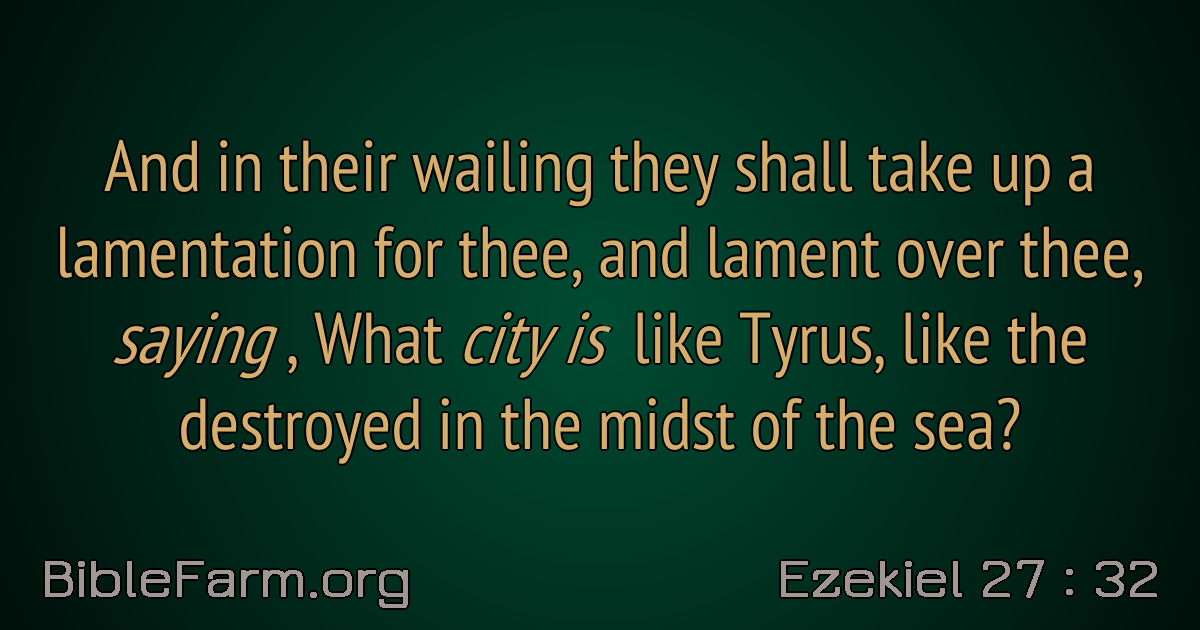 And in their wailing they shall take up a
lamentation for thee, and lament over thee,
saying , What city is like Tyrus, like the
destroyed in the midst of the sea?
BibleFarm.org
Ezekiel 27 : 32